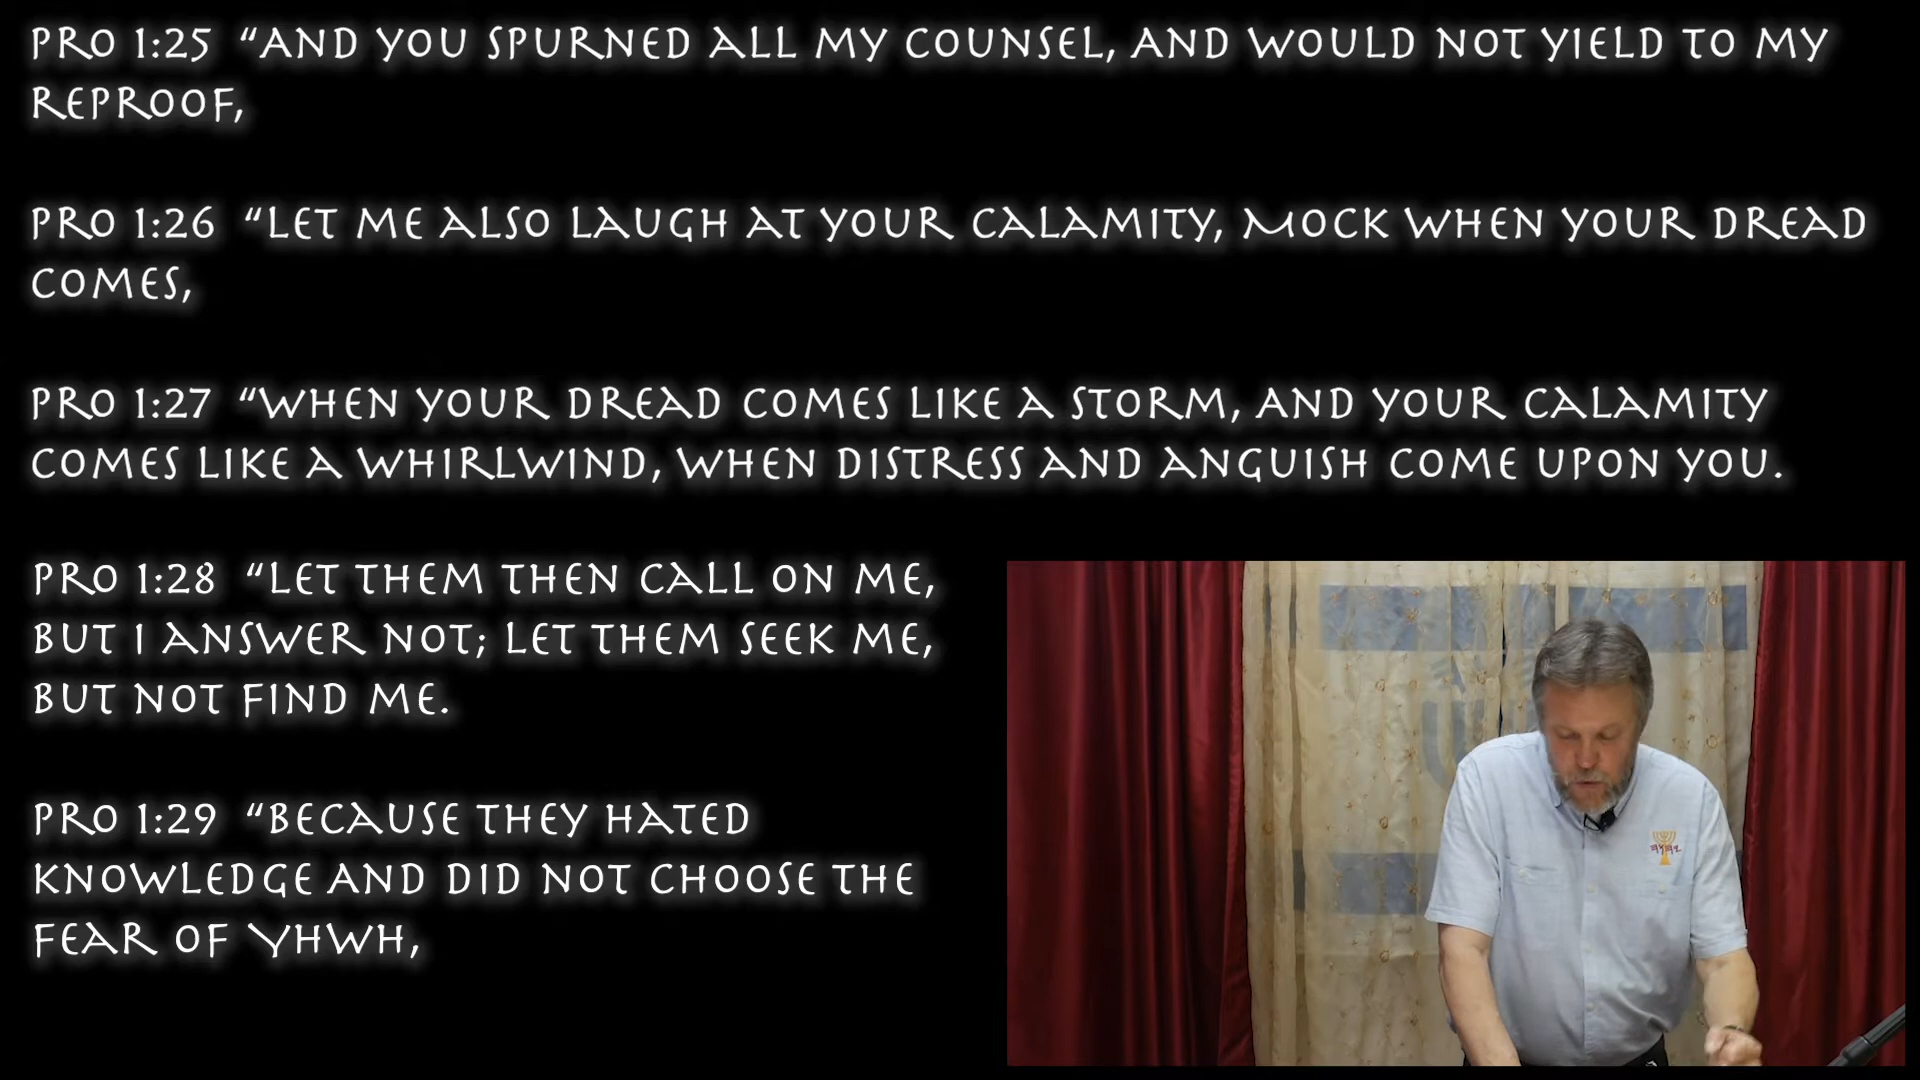 PRO 1:25 “AND YOU SPURNED ALL MY COUNSEL, AND WOULD NOT YIELD TO MY
REPROOF,
PRO 1:26 “LET ME ALSO LAUGH AT YOUR CALAMITY, MOCK WHEN YOUR DREAD
COMES,
PRO 1:27 “WHEN YOUR DREAD COMES LIKE A STORM, AND YOUR CALAMITY
COMES LIKE A WHIRLWIND, WHEN DISTRESS AND ANGUISH COME UPON YOU.
PRO 1:28 “LET THEM THEN CALL ON ME,
BUT I ANSWER NOT; LET THEM SEEK ME,
BUT NOT FIND ME.
PRO 1:29 “BECAUSE THEY HATED
KNOWLEDGE AND DID NOT CHOOSE THE
FEAR OF YHWH,